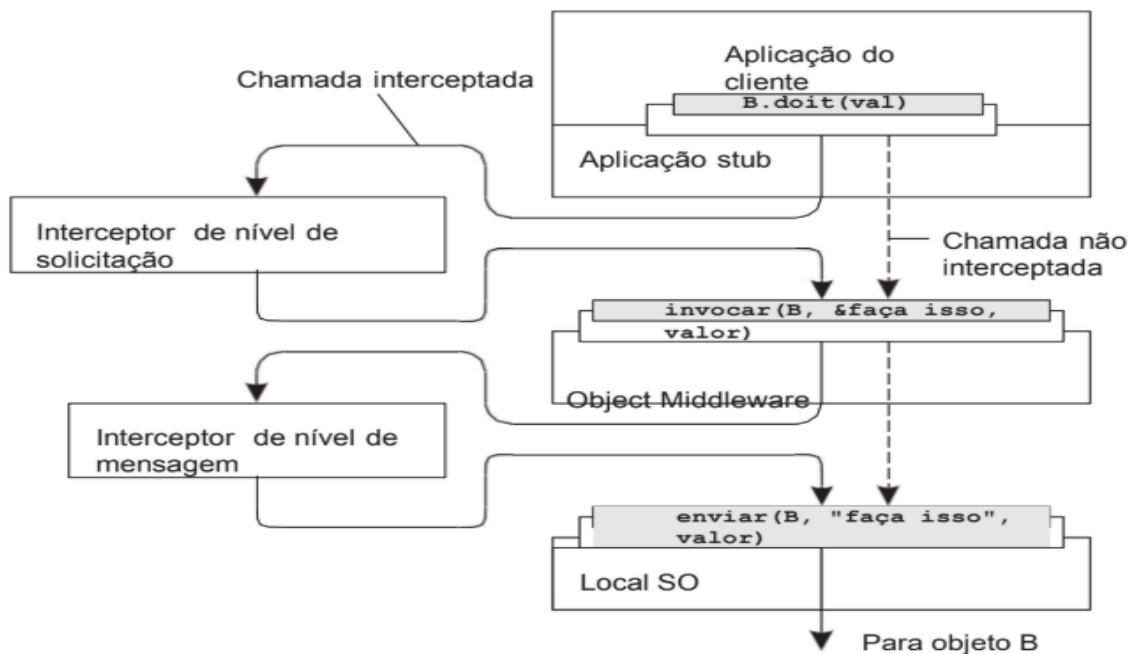 Aplicação do
cliente
Chamada interceptada
B.doit(val)
Aplicação stub
Interceptor de nível de
solicitação
Chamada não
interceptada
invocar(B, &faça isso,
valor)
Object Middleware
Interceptor de nível de
mensagem
enviar(B, "faça isso",
valor)
Local SO
Para objeto B